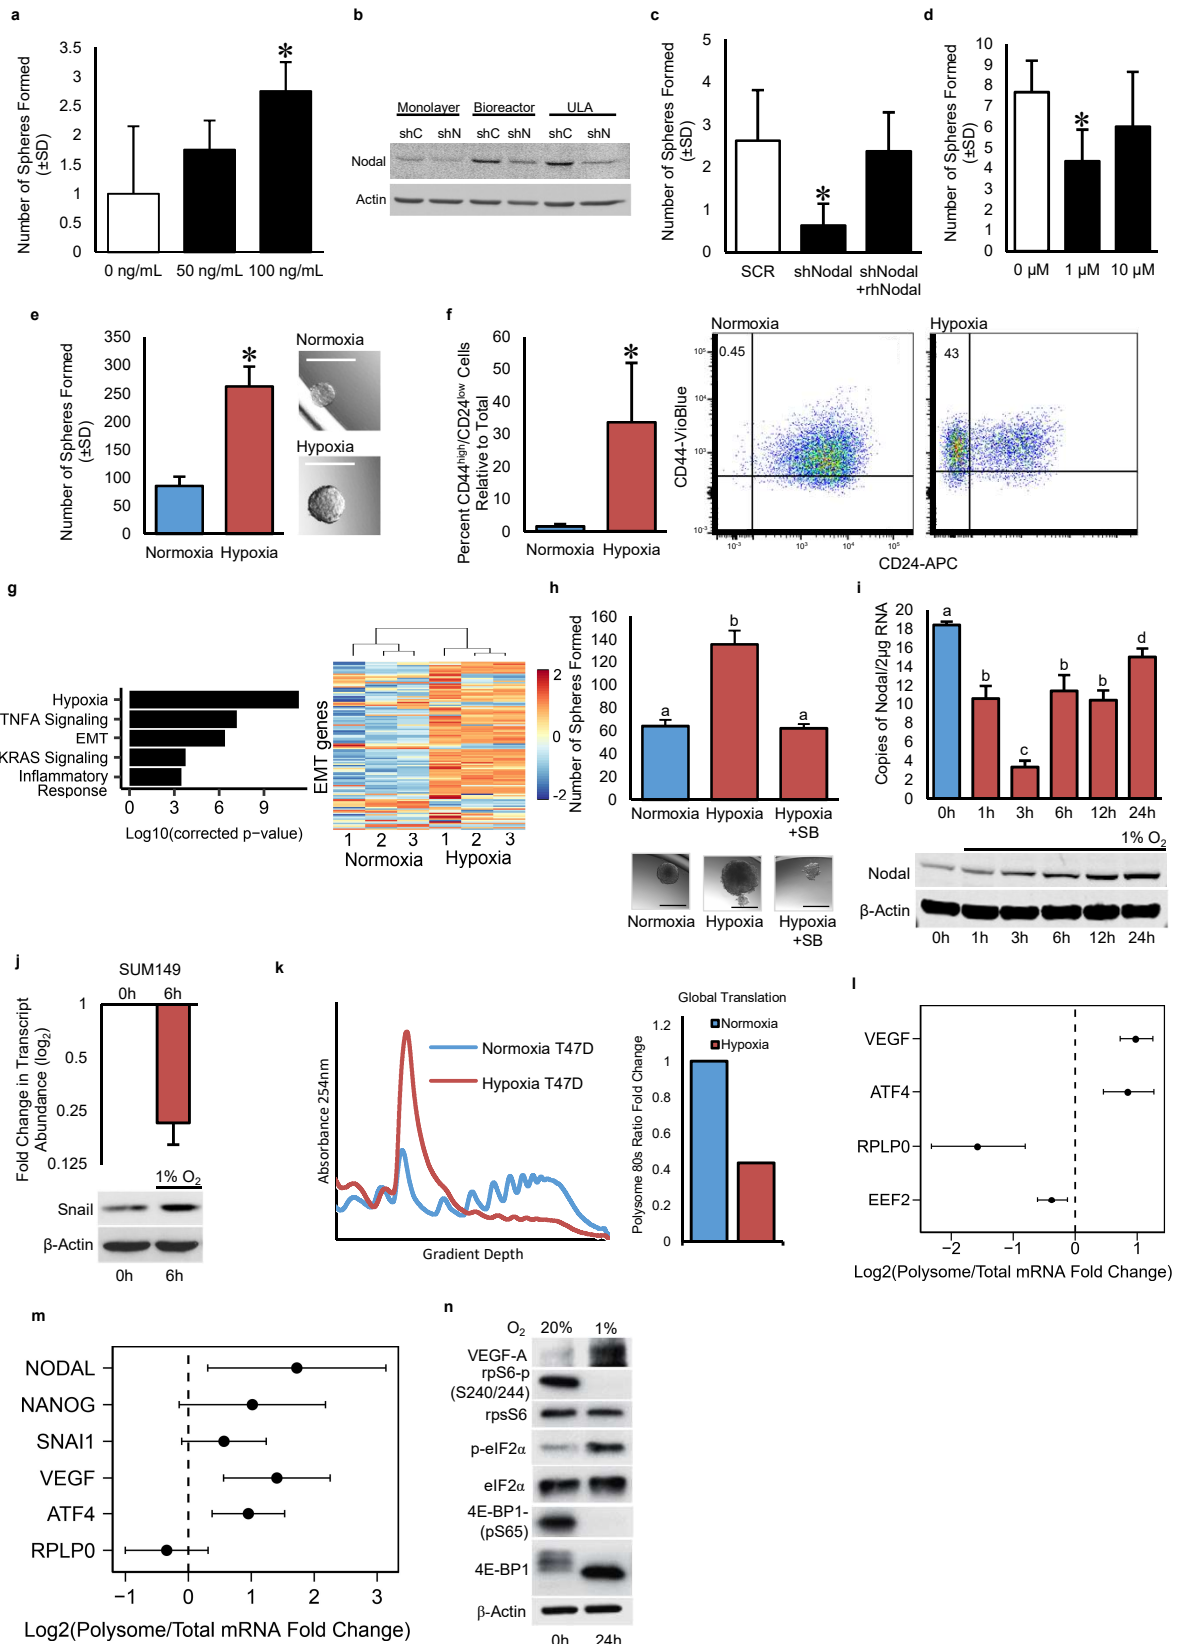 a
Number of Spheres Formed
(±SD)
3.5
3
2.5
2
1.5
1
0.5
0
*
0 ng/mL 50 ng/mL 100 ng/mL
b
Monolayer Bioreactor ULA
shC shN shC shN shC shN
Nodal
Actin
c
Number of Spheres Formed
(±SD)
5
4
3
2
1
0
*
SCR shNodal shNodal
+rhNodal
d
Number of Spheres Formed
(±SD)
10
9
8
7
6
5
4
3
2
1
0
*
0 µM 1 µM 10 µM
e
Number of Spheres Formed
(±SD)
350
300
250
200
150
100
50
0
*
Normoxia Hypoxia
Normoxia
Hypoxia
f
Percent CD44high/CD24low Cells
Relative to Total
60
50
40
30
20
10
0
*
Normoxia Hypoxia
Normoxia
0.45
Hypoxia
43
CD44-VioBlue
10⁵
10⁴
10³
10⁻³
10⁻³ 10³ 10⁴ 10⁵
CD24-APC
g
Hypoxia
TNFA Signaling
EMT
KRAS Signaling
Inflammatory
Response
0 3 6 9
Log10(corrected p−value)
EMT genes
1 2 3 1 2 3
Normoxia Hypoxia
2
0
-2
h
Number of Spheres Formed
160
140
120
100
80
60
40
20
0
a b a
Normoxia Hypoxia Hypoxia
+SB
Normoxia Hypoxia Hypoxia
+SB
i
Copies of Nodal/2µg RNA
20
18
16
14
12
10
8
6
4
2
0
a b c b b d
0h 1h 3h 6h 12h 24h
1% O₂
Nodal
β-Actin
0h 1h 3h 6h 12h 24h
j
SUM149
0h 6h
Fold Change in Transcript
Abundance (log₂)
1
0.5
0.25
0.125
1% O₂
Snail
β-Actin
0h 6h
k
Absorbance 254nm
Normoxia T47D
Hypoxia T47D
Gradient Depth
Global Translation
Normoxia
Hypoxia
Polysome 80s Ratio Fold Change
1.2
1
0.8
0.6
0.4
0.2
0
l
VEGF
ATF4
RPLP0
EEF2
−2 −1 0 1
Log2(Polysome/Total mRNA Fold Change)
m
NODAL
NANOG
SNAI1
VEGF
ATF4
RPLP0
−1 0 1 2 3
Log2(Polysome/Total mRNA Fold Change)
n
O₂ 20% 1%
VEGF-A
rpS6-p
(S240/244)
rpsS6
p-eIF2α
eIF2α
4E-BP1-
(pS65)
4E-BP1
β-Actin
0h 24h